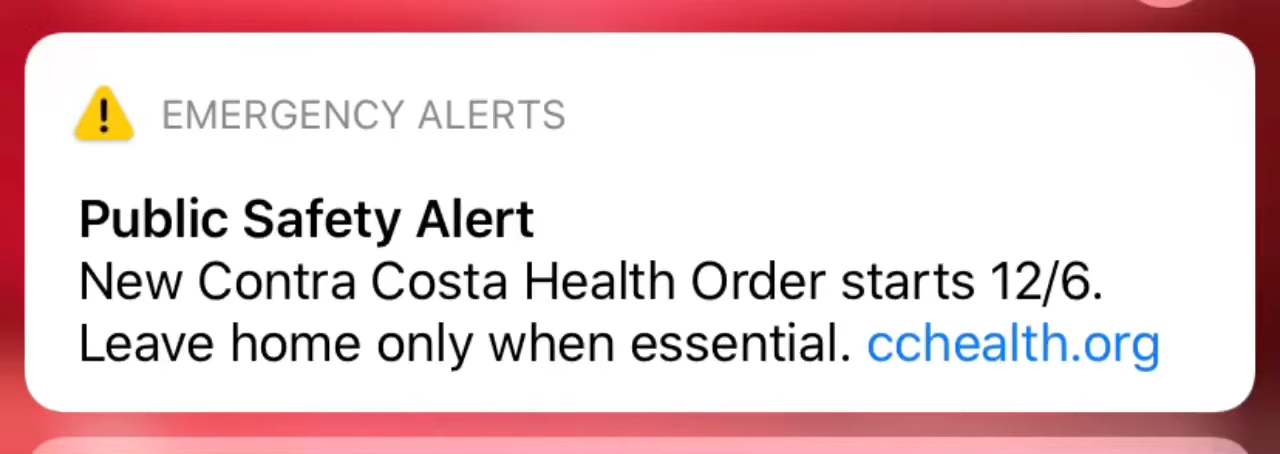 EMERGENCY ALERTS
Public Safety Alert
New Contra Costa Health Order starts 12/6.
Leave home only when essential. cchealth.org